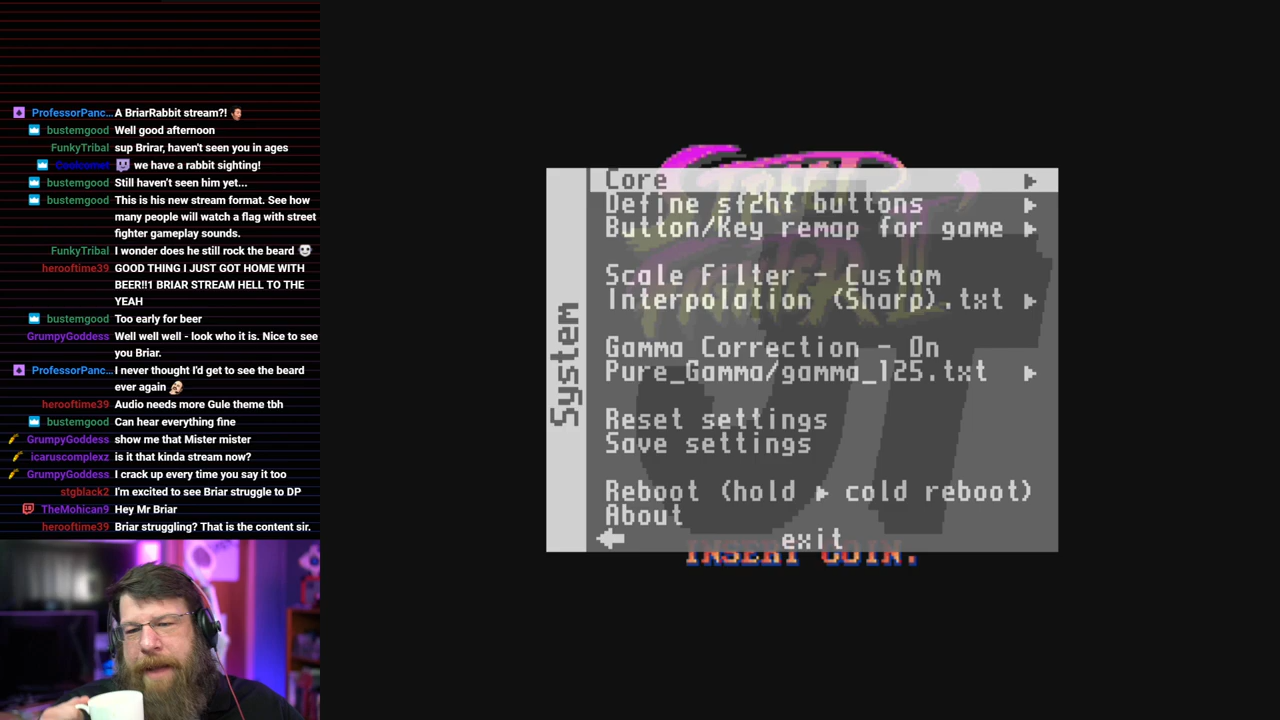 ProfessorPanc... A BriarRabbit stream?!
bustemgood Well good afternoon
FunkyTribal sup Brirar, haven't seen you in ages
Coolcomet we have a rabbit sighting!
bustemgood Still haven't seen him yet...
bustemgood This is his new stream format. See how
many people will watch a flag with street
fighter gameplay sounds.
FunkyTribal I wonder does he still rock the beard
herooftime39 GOOD THING I JUST GOT HOME WITH
BEER!!1 BRIAR STREAM HELL TO THE
YEAH
bustemgood Too early for beer
GrumpyGoddess Well well well - look who it is. Nice to see
you Briar.
ProfessorPanc... I never thought I'd get to see the beard
ever again
herooftime39 Audio needs more Gule theme tbh
bustemgood Can hear everything fine
GrumpyGoddess show me that Mister mister
icaruscomplexz is it that kinda stream now?
GrumpyGoddess I crack up every time you say it too
stgblack2 I'm excited to see Briar struggle to DP
TheMohican9 Hey Mr Briar
herooftime39 Briar struggling? That is the content sir.
System
Core
Define sf2hf buttons
Button/Key remap for game
Scale Filter - Custom
Interpolation (Sharp).txt
Gamma Correction - On
Pure_Gamma/gamma_125.txt
Reset settings
Save settings
Reboot (hold ▸ cold reboot)
About
exit
INSERT COIN.